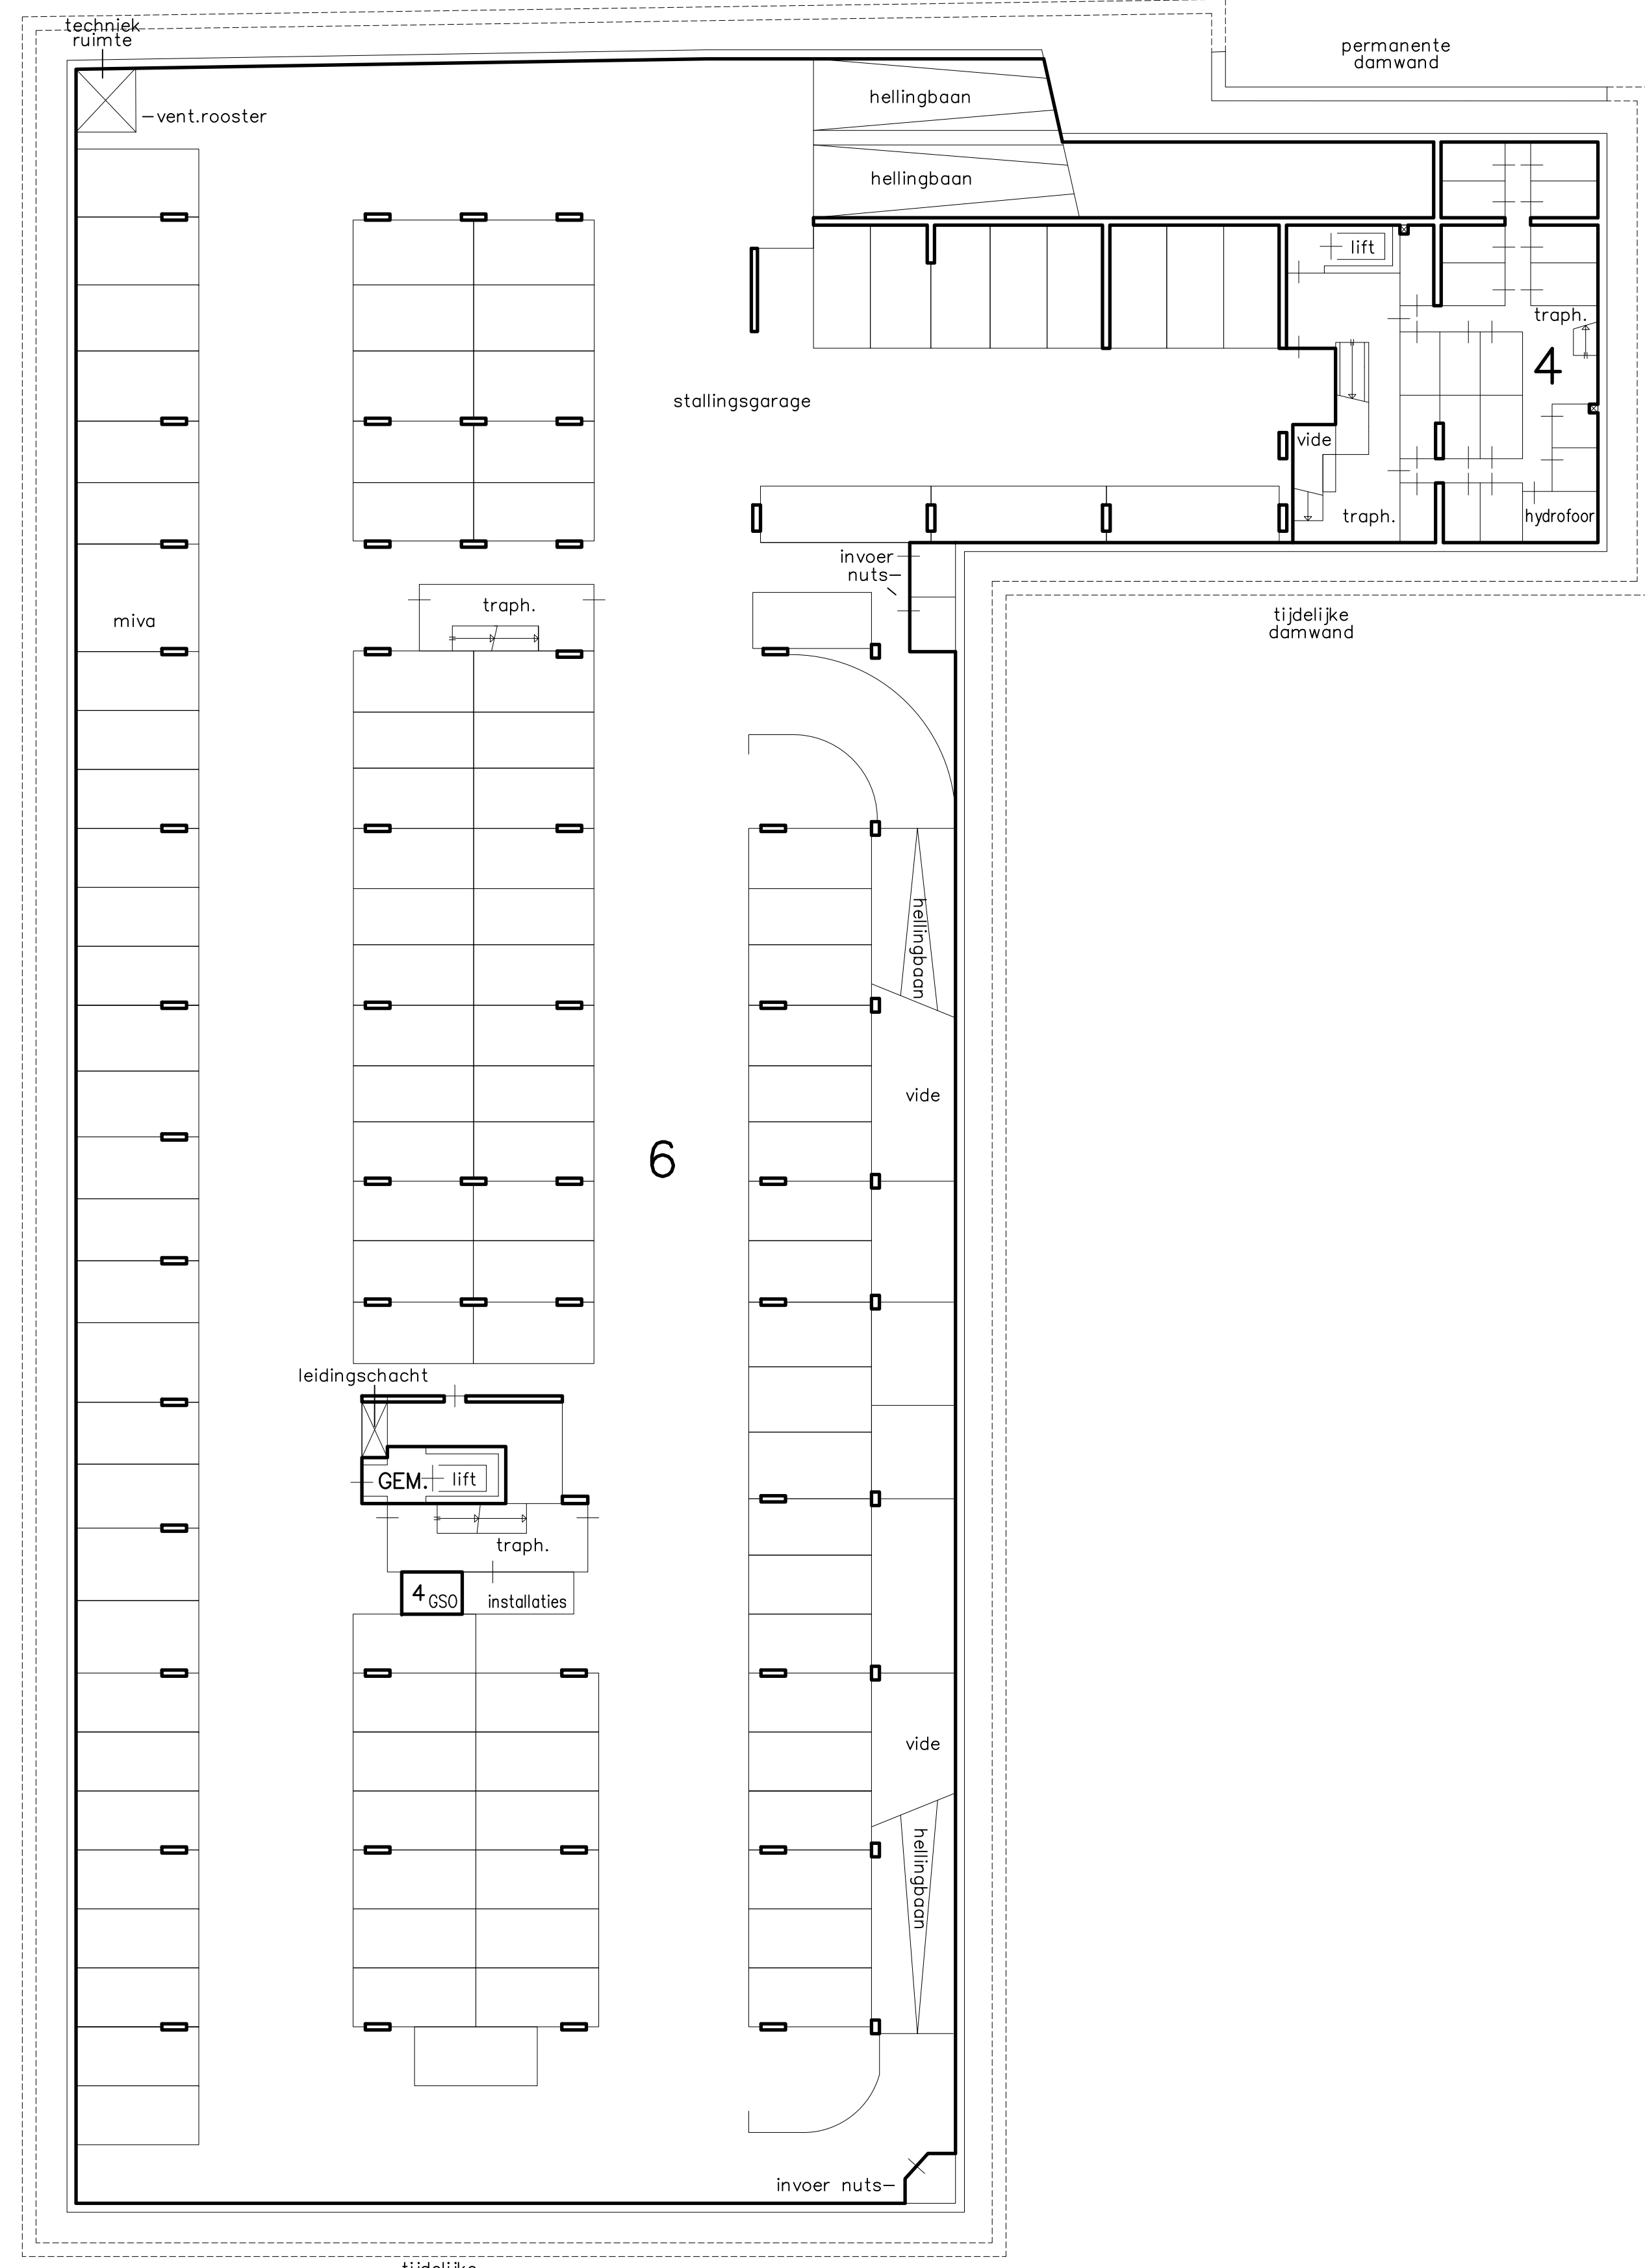 techniek
ruimte
permanente
damwand
hellingbaan
vent.rooster
hellingbaan
lift
traph.
4
stallingsgarage
vide
traph.
hydrofoor
invoer
nuts
traph.
miva
tijdelijke
damwand
hellingbaan
vide
6
leidingschacht
GEM.
lift
traph.
4 GSO
installaties
vide
hellingbaan
invoer nuts
tijdelijke